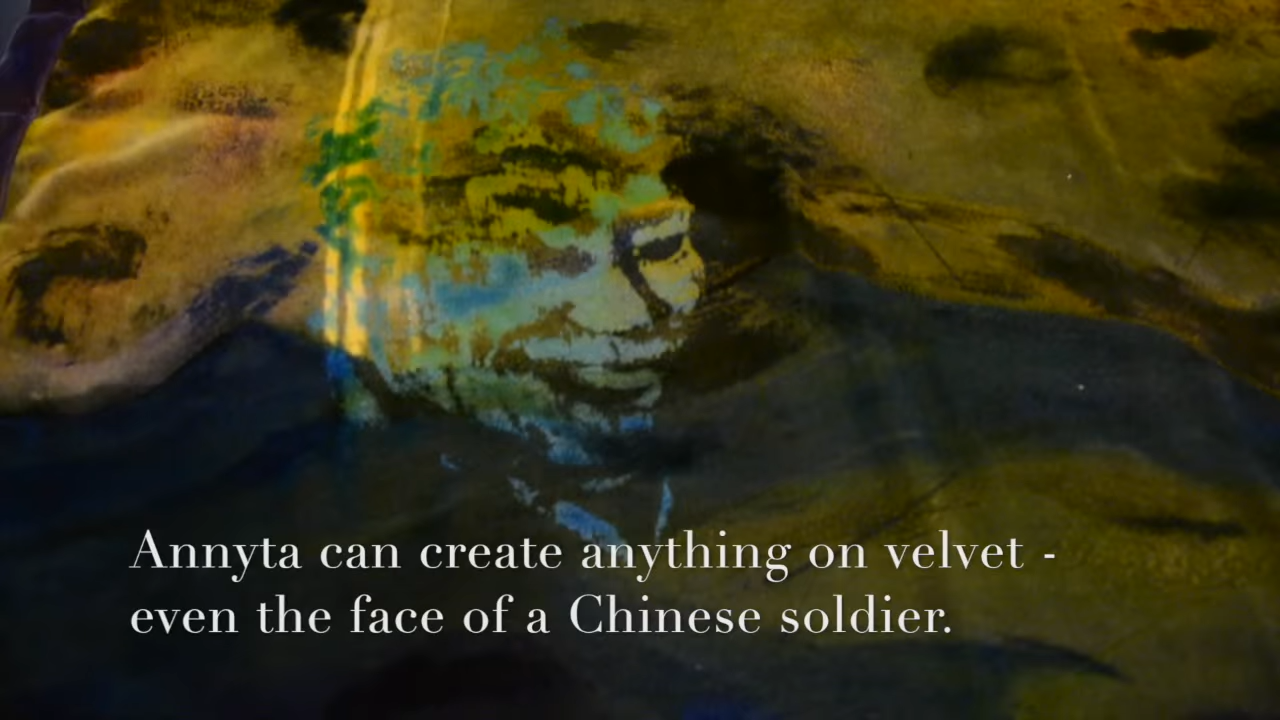 Annyta can create anything on velvet -
even the face of a Chinese soldier.